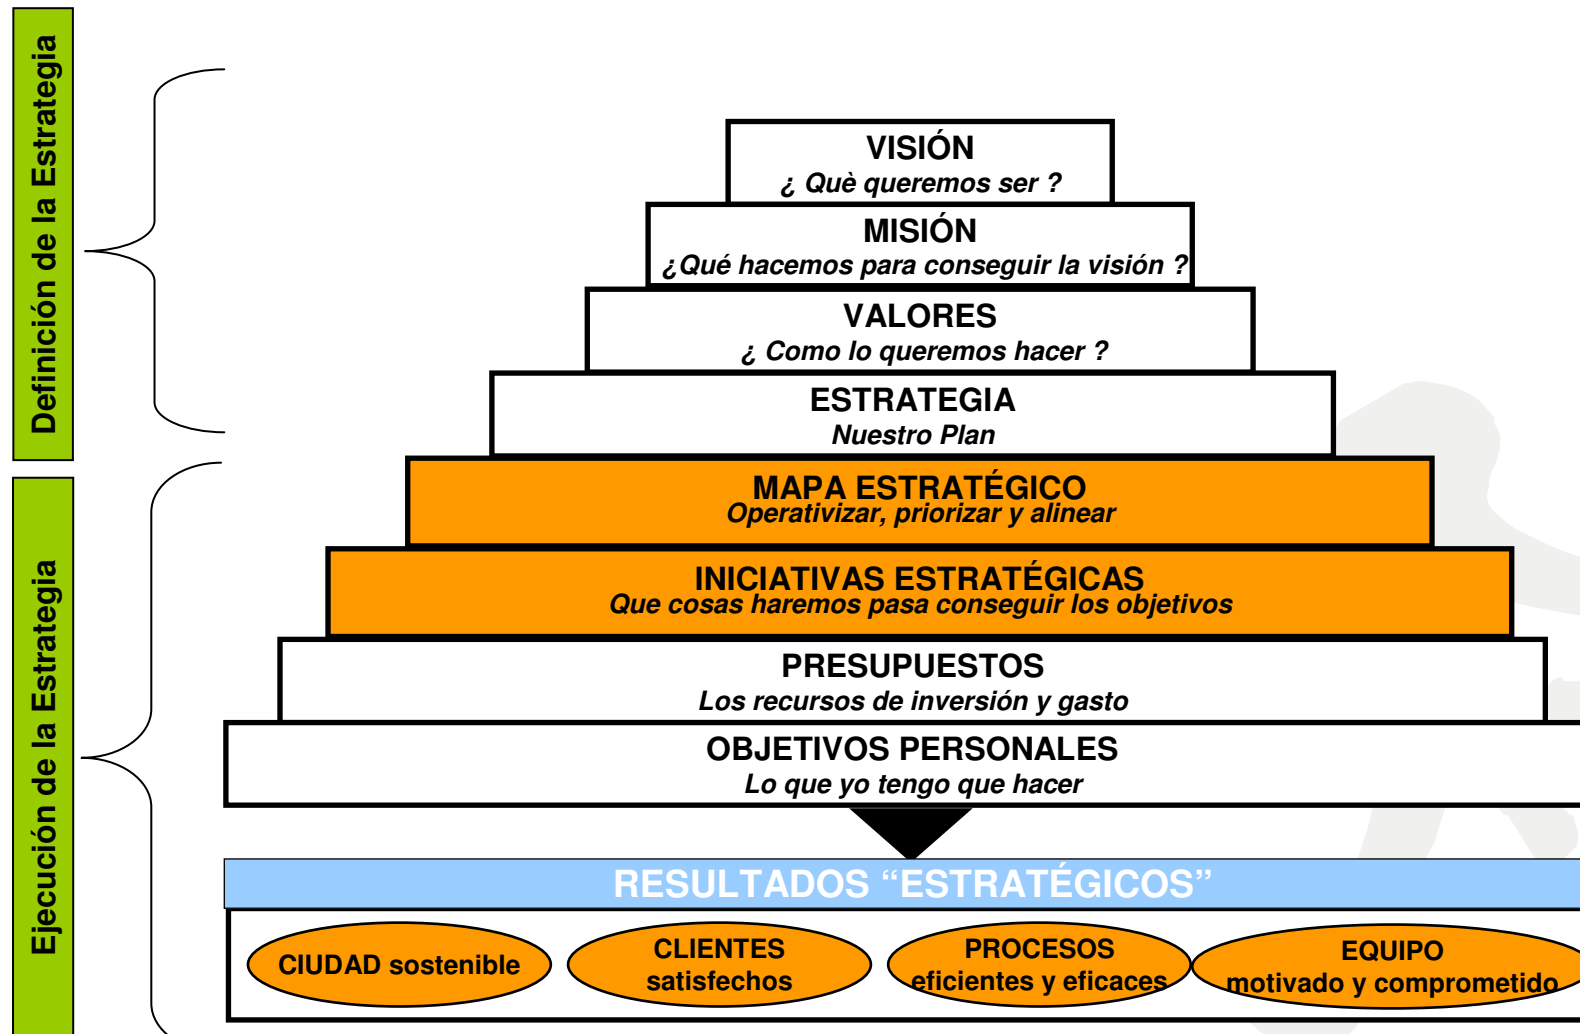 Definición de la Estrategia
VISIÓN
¿ Què queremos ser ?
MISIÓN
¿Qué hacemos para conseguir la visión ?
VALORES
¿ Como lo queremos hacer ?
ESTRATEGIA
Nuestro Plan
Ejecución de la Estrategia
MAPA ESTRATÉGICO
Operativizar, priorizar y alinear
INICIATIVAS ESTRATÉGICAS
Que cosas haremos pasa conseguir los objetivos
PRESUPUESTOS
Los recursos de inversión y gasto
OBJETIVOS PERSONALES
Lo que yo tengo que hacer
RESULTADOS “ESTRATÉGICOS”
CIUDAD sostenible
CLIENTES
satisfechos
PROCESOS
eficientes y eficaces
EQUIPO
motivado y comprometido